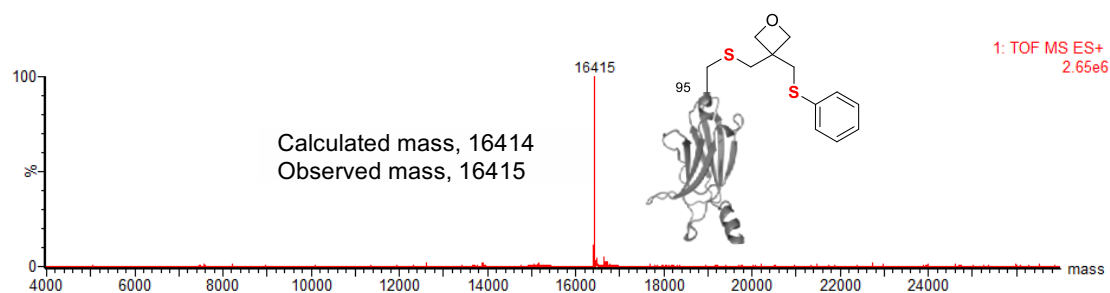 O
S
1: TOF MS ES+
2.65e6
16415
100
95
S
Calculated mass, 16414
Observed mass, 16415
%
0
mass
4000 6000 8000 10000 12000 14000 16000 18000 20000 22000 24000